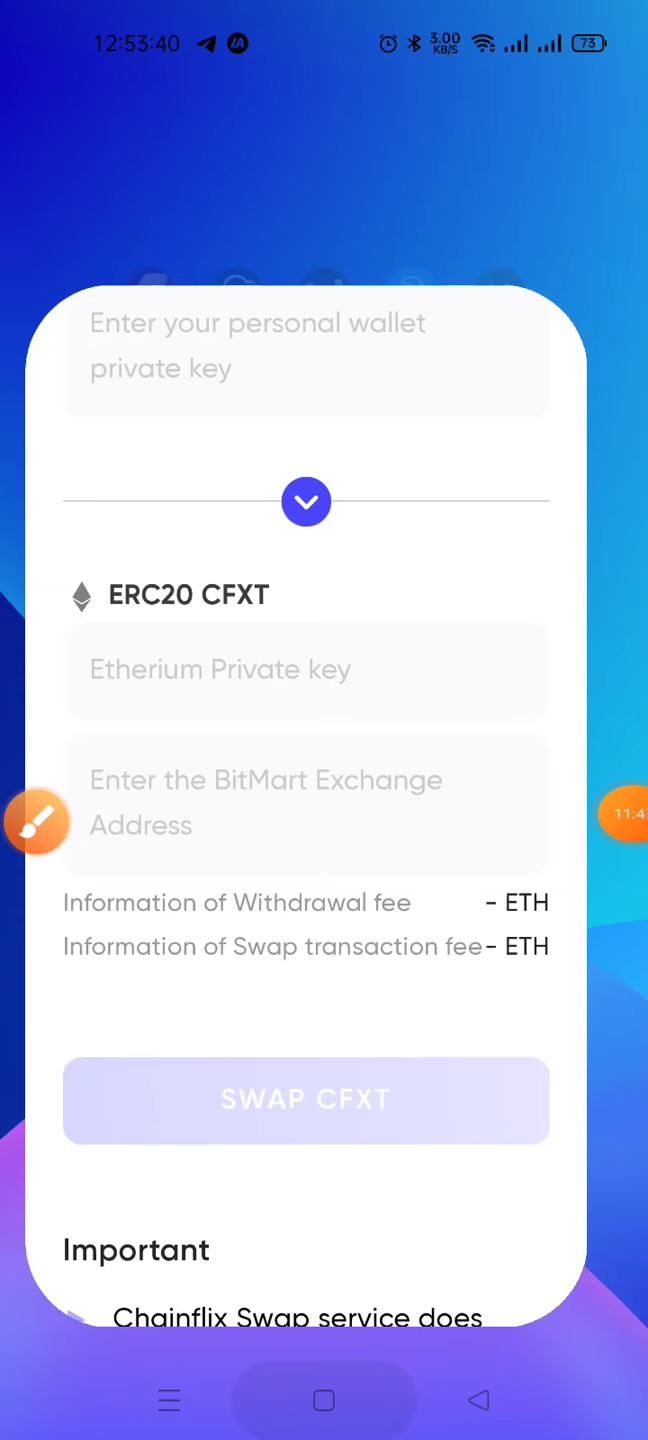 12:53:40
3.00
KB/S
73
Enter your personal wallet
private key
ERC20 CFXT
Etherium Private key
Enter the BitMart Exchange
Address
11:47
Information of Withdrawal fee - ETH
Information of Swap transaction fee - ETH
SWAP CFXT
Important
Chainflix Swap service does